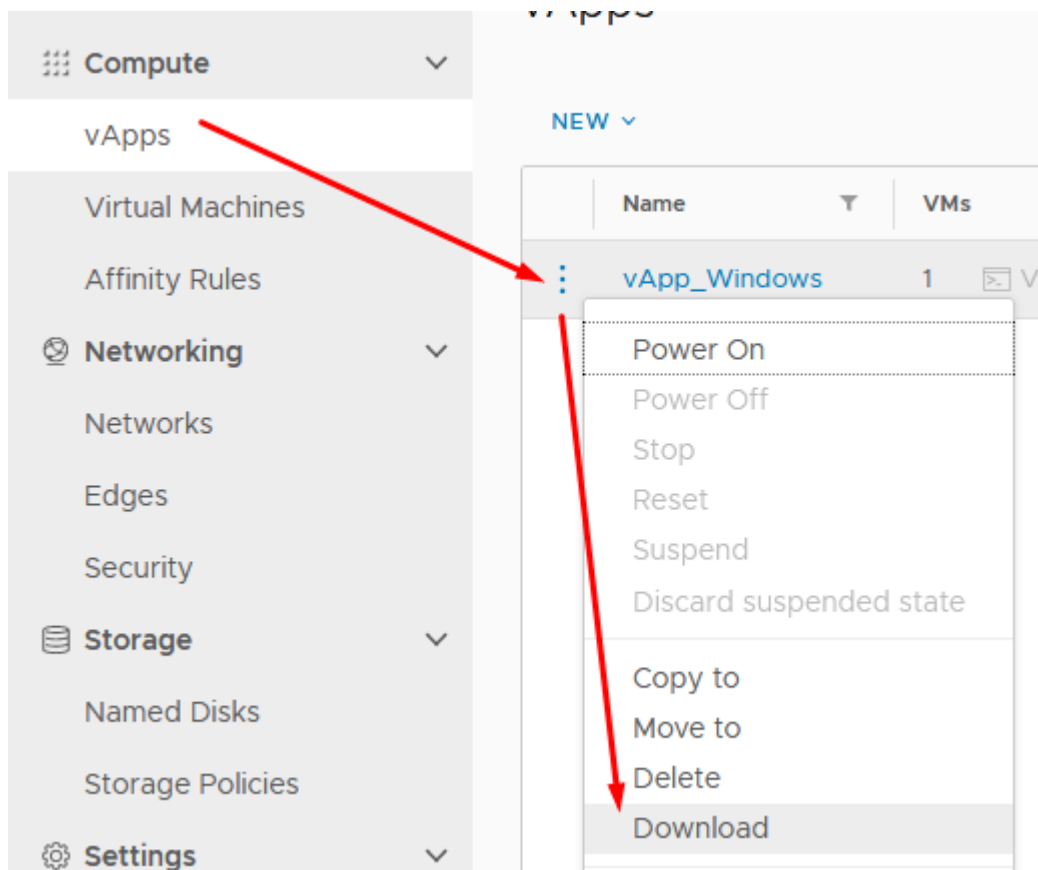 vApps
Compute
vApps
Virtual Machines
Affinity Rules
Networking
Networks
Edges
Security
Storage
Named Disks
Storage Policies
Settings
NEW
Name VMs
vApp_Windows 1 V
Power On
Power Off
Stop
Reset
Suspend
Discard suspended state
Copy to
Move to
Delete
Download